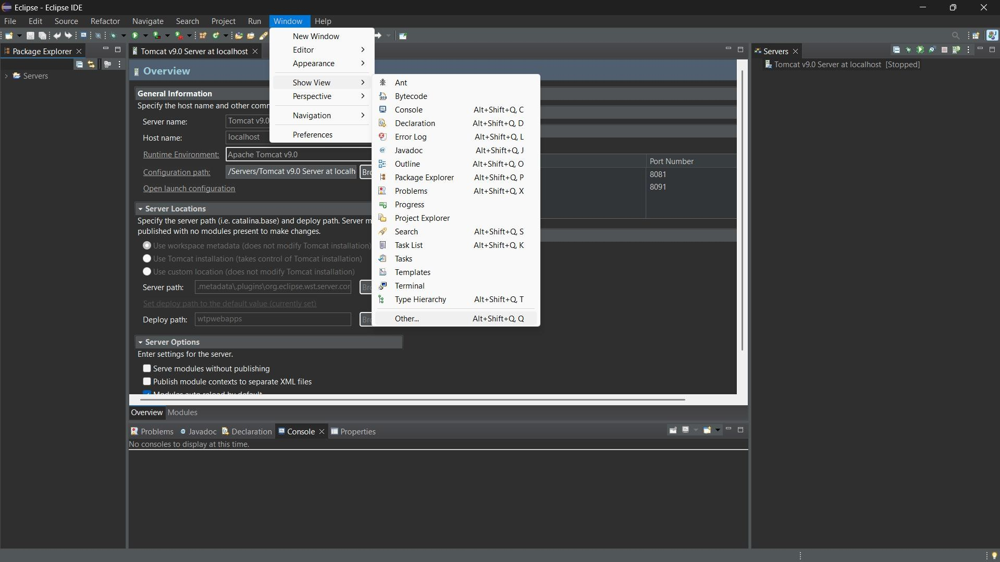 Eclipse - Eclipse IDE
File Edit Source Refactor Navigate Search Project Run Window Help
Package Explorer
Servers
Tomcat v9.0 Server at localhost
Overview
General Information
Specify the host name and other comm
Server name: Tomcat v9.0
Host name: localhost
Runtime Environment: Apache Tomcat v9.0
Configuration path: /Servers/Tomcat v9.0 Server at localh
Open launch configuration
Server Locations
Specify the server path (i.e. catalina.base) and deploy path. Server m
published with no modules present to make changes.
Use workspace metadata (does not modify Tomcat installation)
Use Tomcat installation (takes control of Tomcat installation)
Use custom location (does not modify Tomcat installation)
Server path: .metadata\.plugins\org.eclipse.wst.server.cor
Set deploy path to the default value (currently set)
Deploy path: wtpwebapps
Server Options
Enter settings for the server.
Serve modules without publishing
Publish module contexts to separate XML files
Modules auto reload by default
Overview Modules
New Window
Editor
Appearance
Show View
Perspective
Navigation
Preferences
Ant
Bytecode
Console Alt+Shift+Q, C
Declaration Alt+Shift+Q, D
Error Log Alt+Shift+Q, L
Javadoc Alt+Shift+Q, J
Outline Alt+Shift+Q, O
Package Explorer Alt+Shift+Q, P
Problems Alt+Shift+Q, X
Progress
Project Explorer
Search Alt+Shift+Q, S
Task List Alt+Shift+Q, K
Tasks
Templates
Terminal
Type Hierarchy Alt+Shift+Q, T
Other... Alt+Shift+Q, Q
Port Number
8081
8091
Problems Javadoc Declaration Console Properties
No consoles to display at this time.
Servers
Tomcat v9.0 Server at localhost [Stopped]